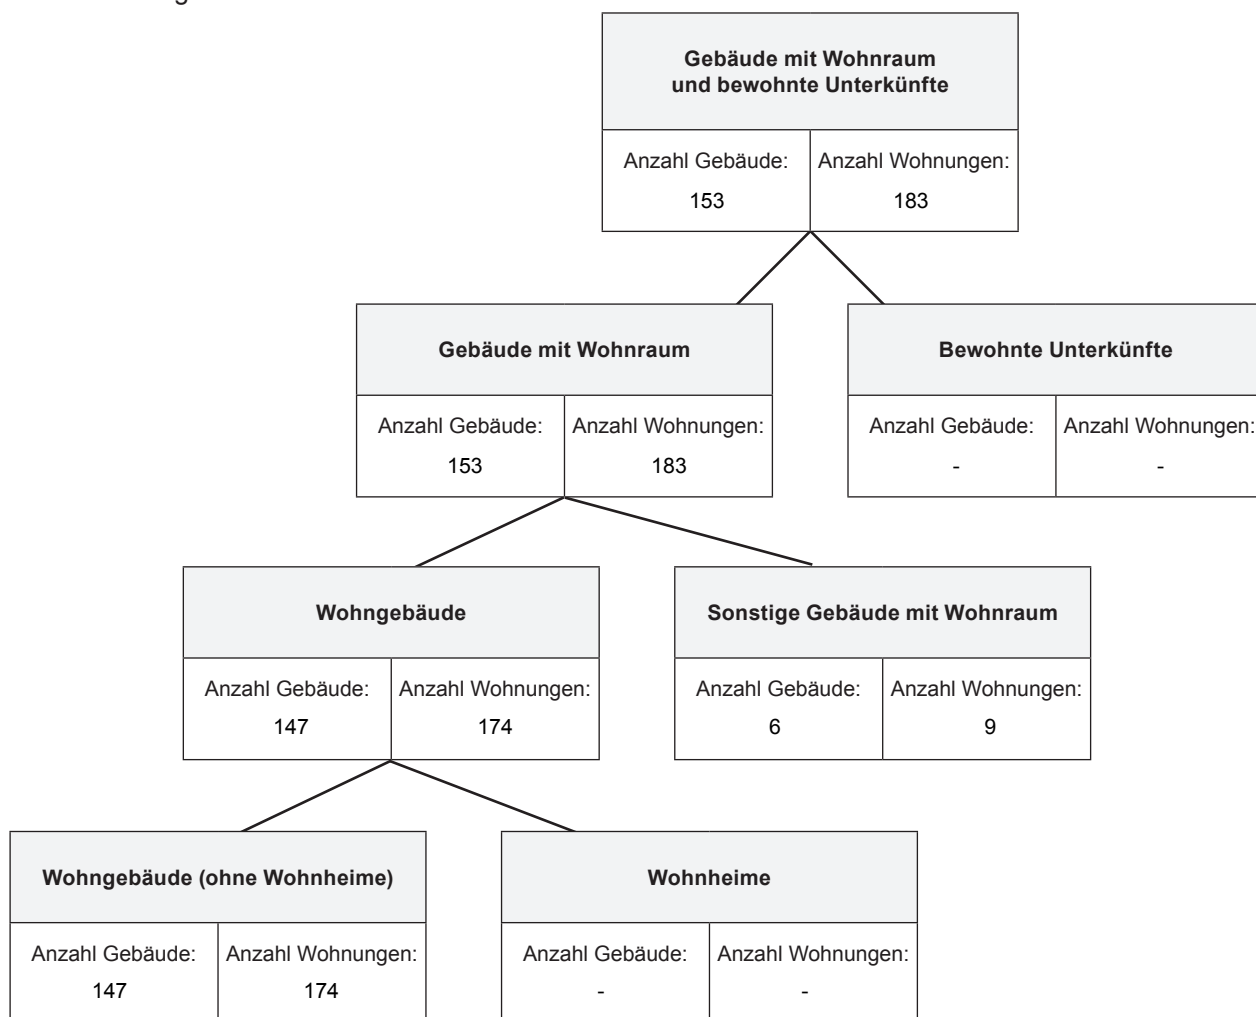 Gebäude mit Wohnraum
und bewohnte Unterkünfte
Anzahl Gebäude: Anzahl Wohnungen:
153 183
Gebäude mit Wohnraum
Anzahl Gebäude: Anzahl Wohnungen:
153 183
Bewohnte Unterkünfte
Anzahl Gebäude: Anzahl Wohnungen:
- -
Wohngebäude
Anzahl Gebäude: Anzahl Wohnungen:
147 174
Sonstige Gebäude mit Wohnraum
Anzahl Gebäude: Anzahl Wohnungen:
6 9
Wohngebäude (ohne Wohnheime)
Anzahl Gebäude: Anzahl Wohnungen:
147 174
Wohnheime
Anzahl Gebäude: Anzahl Wohnungen:
- -